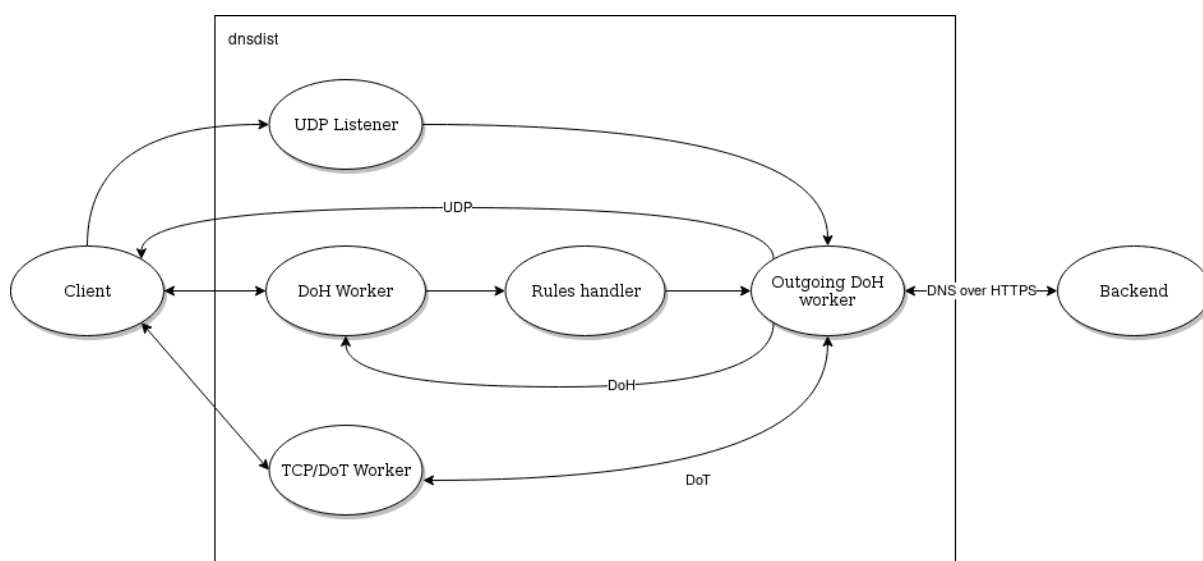 dnsdist
UDP Listener
UDP
Client
DoH Worker
Rules handler
Outgoing DoH
worker
DNS over HTTPS
Backend
DoH
TCP/DoT Worker
DoT